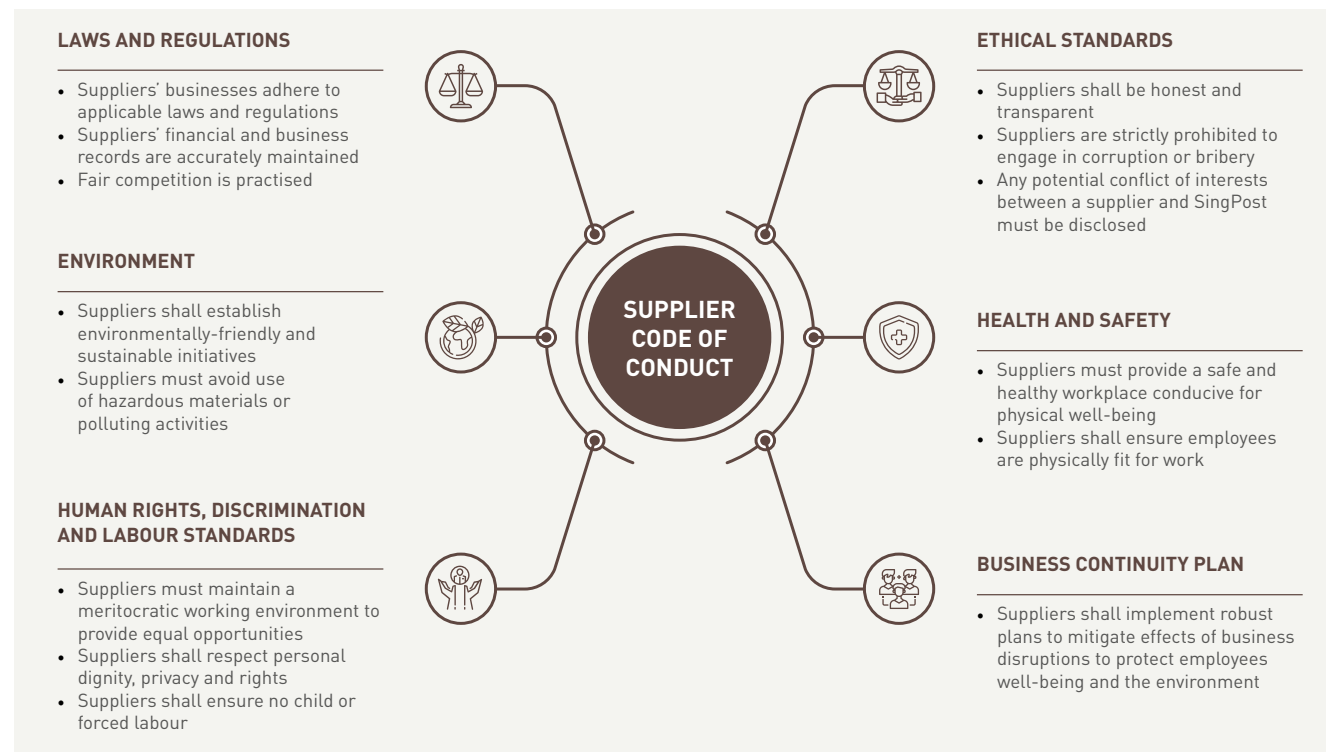 LAWS AND REGULATIONS
• Suppliers' businesses adhere to
applicable laws and regulations
• Suppliers' financial and business
records are accurately maintained
• Fair competition is practised
ENVIRONMENT
• Suppliers shall establish
environmentally-friendly and
sustainable initiatives
• Suppliers must avoid use
of hazardous materials or
polluting activities
HUMAN RIGHTS, DISCRIMINATION
AND LABOUR STANDARDS
• Suppliers must maintain a
meritocratic working environment to
provide equal opportunities
• Suppliers shall respect personal
dignity, privacy and rights
• Suppliers shall ensure no child or
forced labour
SUPPLIER
CODE OF
CONDUCT
ETHICAL STANDARDS
• Suppliers shall be honest and
transparent
• Suppliers are strictly prohibited to
engage in corruption or bribery
• Any potential conflict of interests
between a supplier and SingPost
must be disclosed
HEALTH AND SAFETY
• Suppliers must provide a safe and
healthy workplace conducive for
physical well-being
• Suppliers shall ensure employees
are physically fit for work
BUSINESS CONTINUITY PLAN
• Suppliers shall implement robust
plans to mitigate effects of business
disruptions to protect employees
well-being and the environment